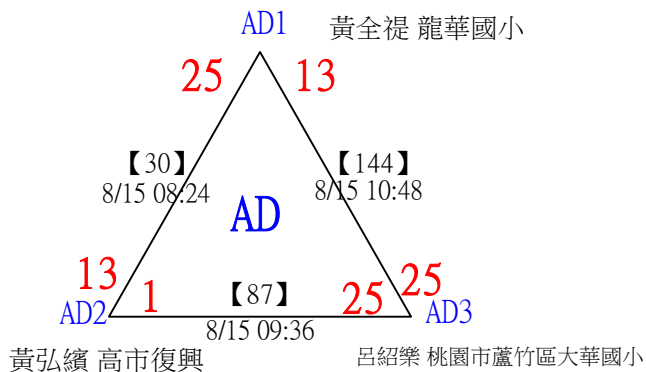 AD1 黃全禔 龍華國小
25 13
【30】 【144】
8/15 08:24 8/15 10:48
AD
13 1 【87】 25 25
AD2 8/15 09:36 AD3
黃弘繽 高市復興 呂紹樂 桃園市蘆竹區大華國小